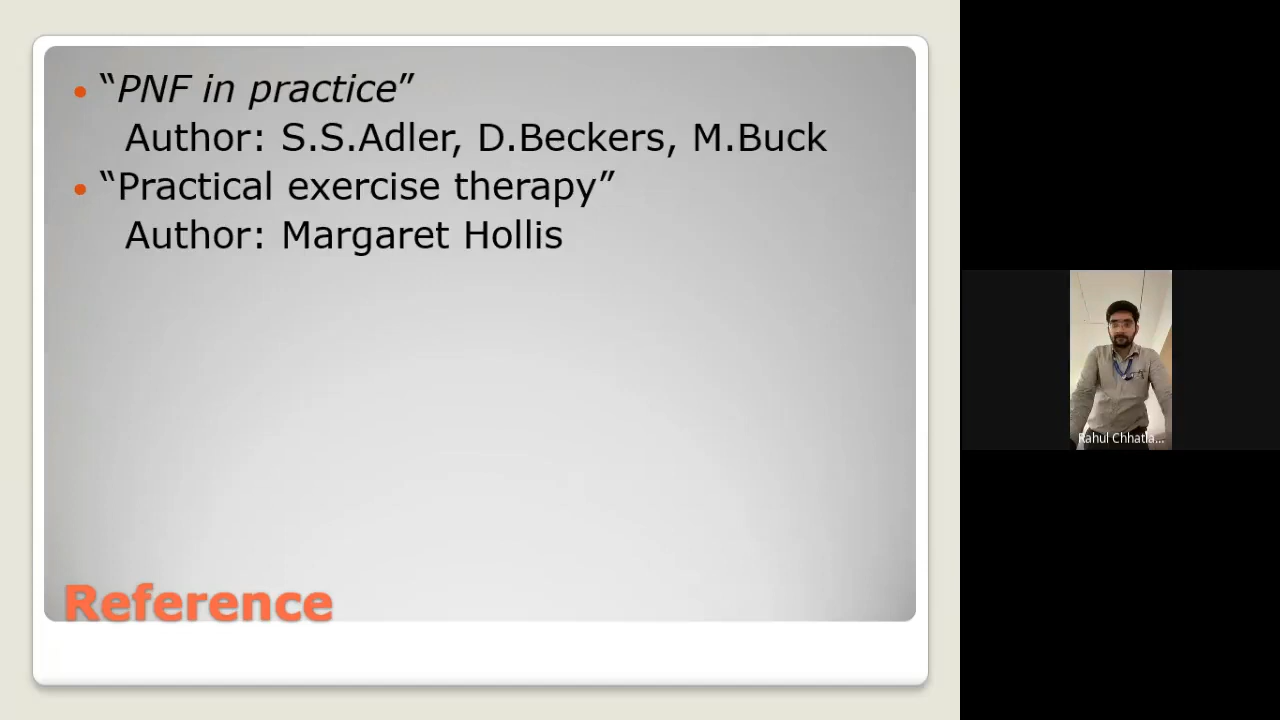 “PNF in practice”
Author: S.S.Adler, D.Beckers, M.Buck
“Practical exercise therapy”
Author: Margaret Hollis
Reference
Rahul Chhatla...